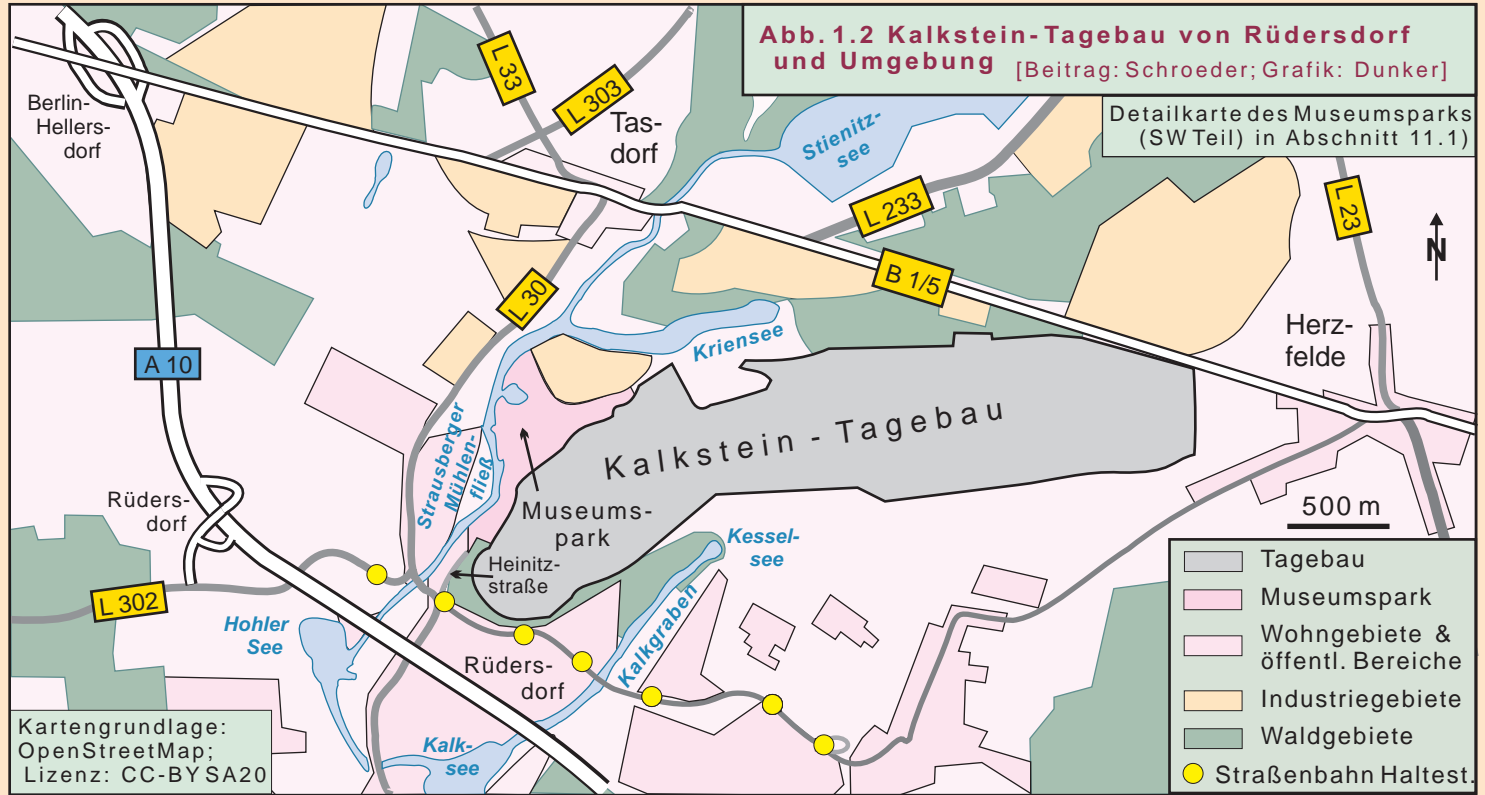 Abb. 1.2 Kalkstein-Tagebau von Rüdersdorf
und Umgebung [Beitrag: Schroeder; Grafik: Dunker]
Detailkarte des Museumsparks
(SW Teil) in Abschnitt 11.1)
Berlin-
Hellers-
dorf
L 33
L 303
Tas-
dorf
Stienitz-
see
L 233
L 23
N
B 1/5
L 30
Kriensee
Herz-
felde
A 10
Kalkstein - Tagebau
Strausberger
Mühlen-
fließ
Museums-
park
500 m
Rüders-
dorf
Heinitz-
straße
Kessel-
see
L 302
Hohler
See
Kalkgraben
Rüders-
dorf
Kalk-
see
Tagebau
Museumspark
Wohngebiete &
öffentl. Bereiche
Industriegebiete
Waldgebiete
Straßenbahn Haltest.
Kartengrundlage:
OpenStreetMap;
Lizenz: CC-BY SA20